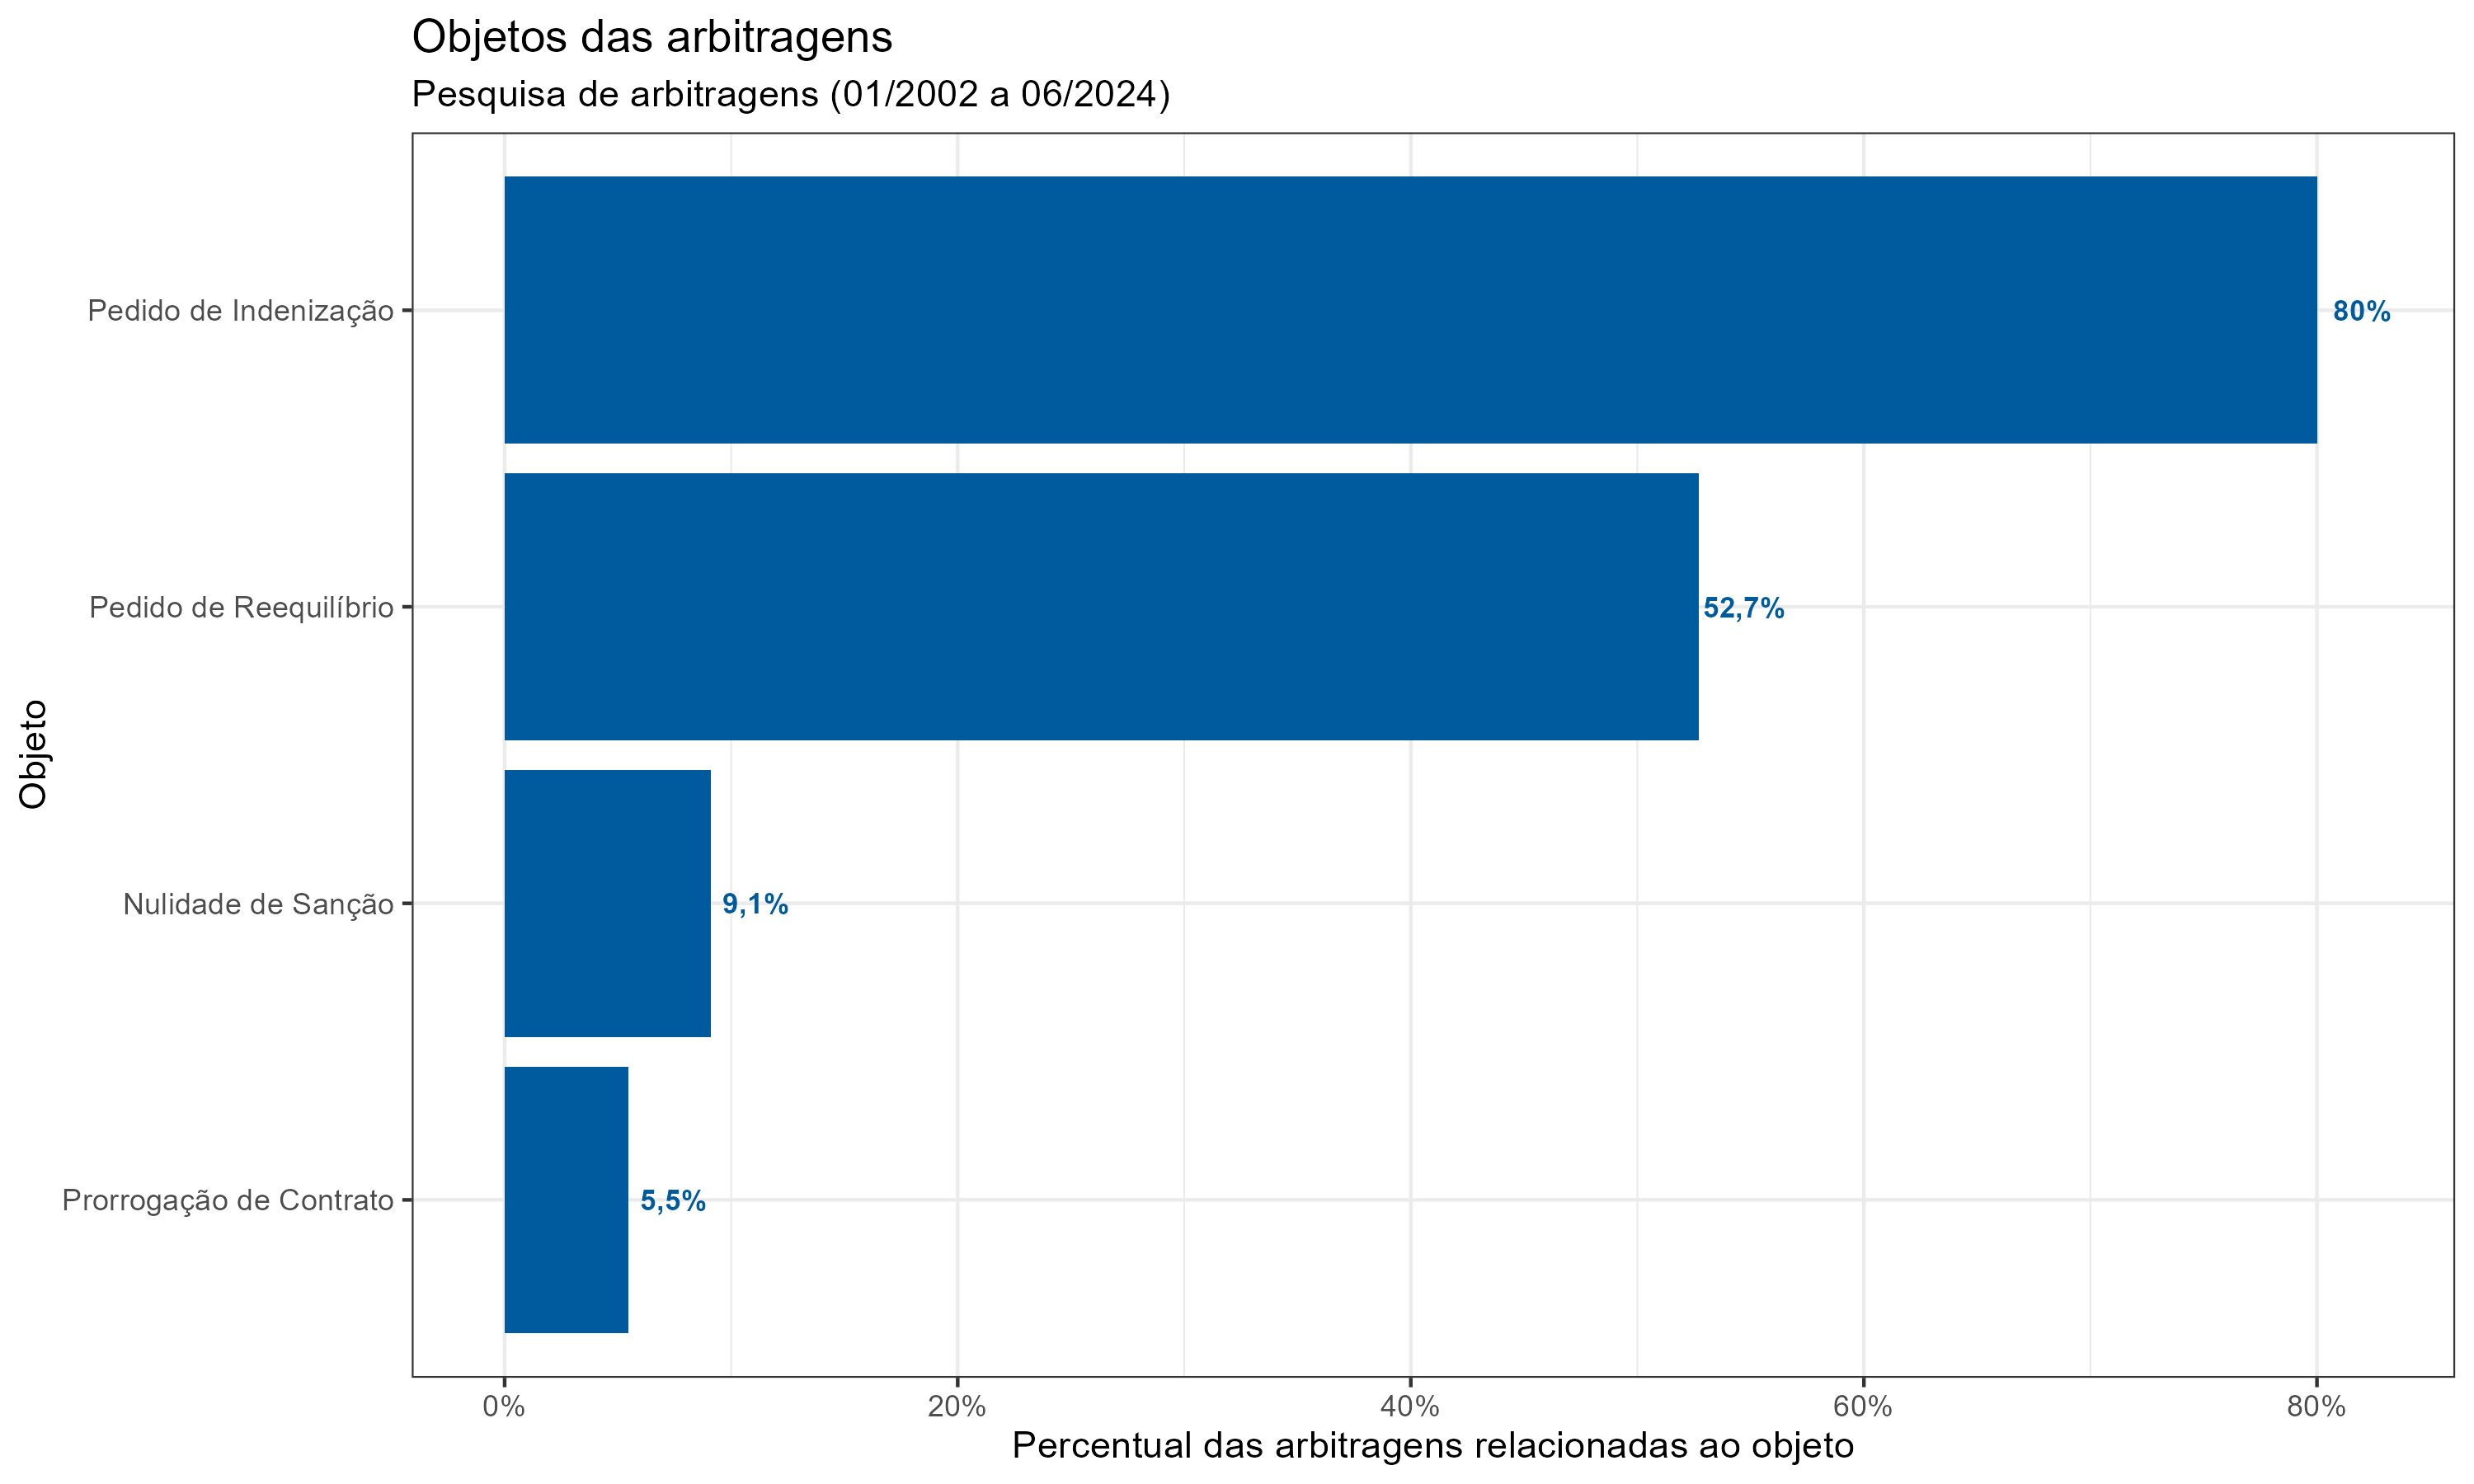 Objetos das arbitragens
Pesquisa de arbitragens (01/2002 a 06/2024)
Objeto
Pedido de Indenização
80%
Pedido de Reequilíbrio
52,7%
Nulidade de Sanção
9,1%
Prorrogação de Contrato
5,5%
0% 20% 40% 60% 80%
Percentual das arbitragens relacionadas ao objeto